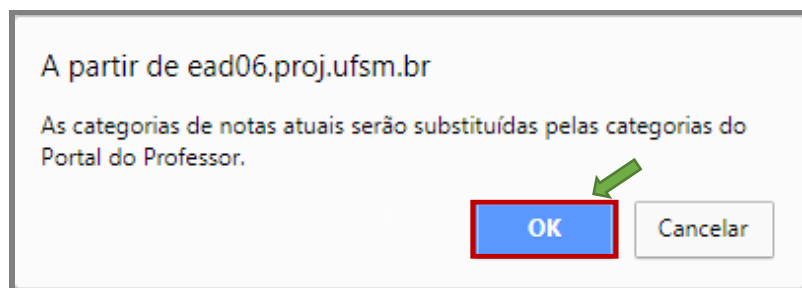 A partir de ead06.proj.ufsm.br
As categorias de notas atuais serão substituídas pelas categorias do
Portal do Professor.
OK
Cancelar